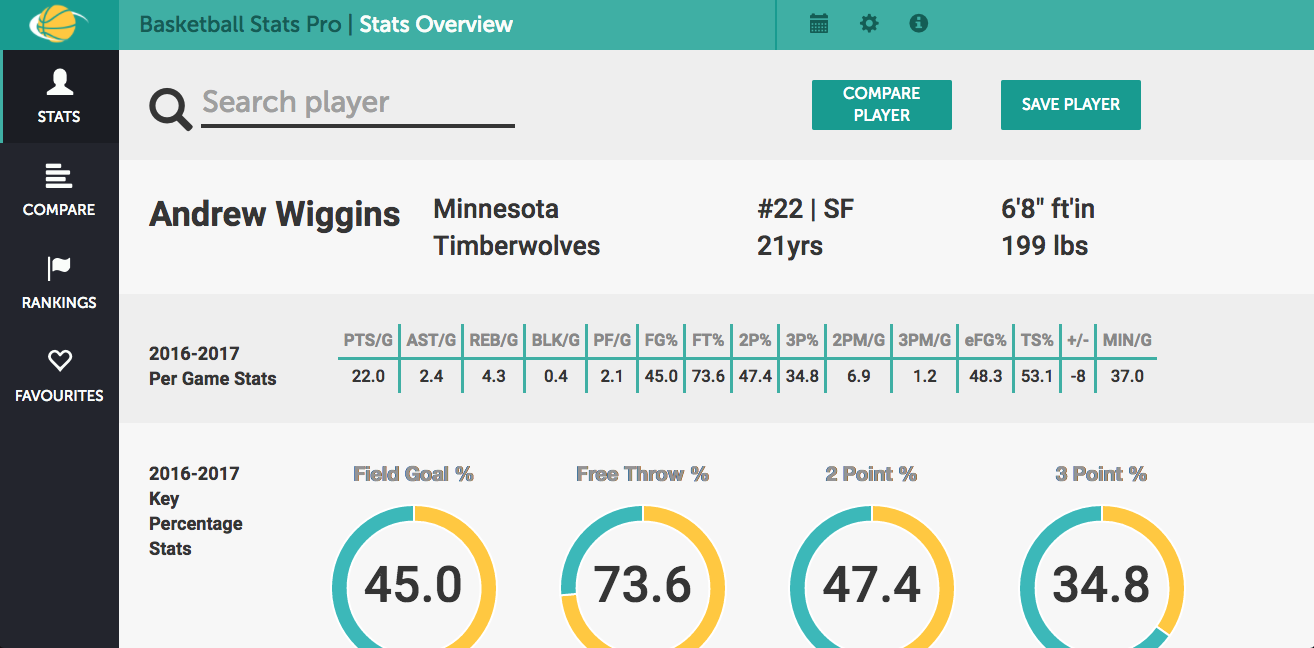 Basketball Stats Pro | Stats Overview
STATS
COMPARE
RANKINGS
FAVOURITES
Search player
COMPARE
PLAYER
SAVE PLAYER
Andrew Wiggins
Minnesota
Timberwolves
#22 | SF
21yrs
6'8" ft'in
199 lbs
2016-2017
Per Game Stats
PTS/G AST/G REB/G BLK/G PF/G FG% FT% 2P% 3P% 2PM/G 3PM/G eFG% TS% +/- MIN/G
22.0 2.4 4.3 0.4 2.1 45.0 73.6 47.4 34.8 6.9 1.2 48.3 53.1 -8 37.0
2016-2017
Key
Percentage
Stats
Field Goal % Free Throw % 2 Point % 3 Point %
45.0 73.6 47.4 34.8